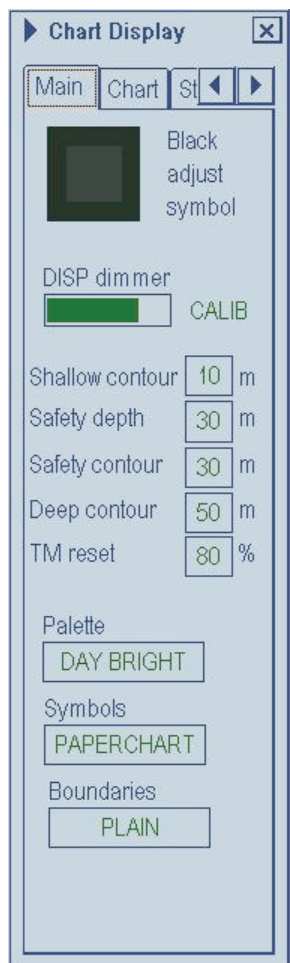 Chart Display
Main Chart St
Black
adjust
symbol
DISP dimmer
CALIB
Shallow contour 10 m
Safety depth 30 m
Safety contour 30 m
Deep contour 50 m
TM reset 80 %
Palette
DAY BRIGHT
Symbols
PAPERCHART
Boundaries
PLAIN